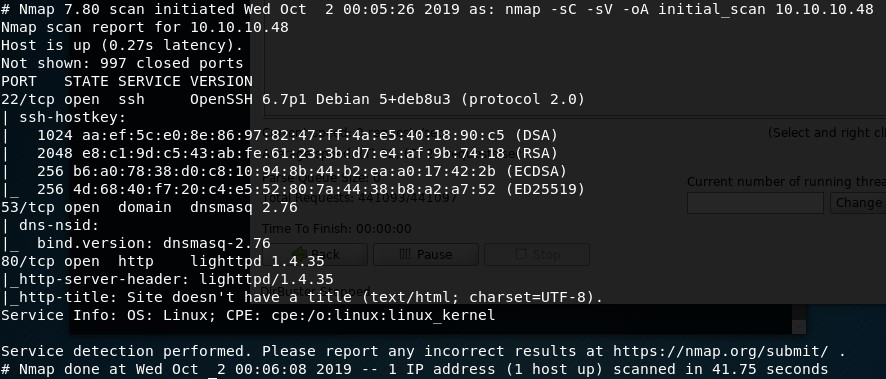 # Nmap 7.80 scan initiated Wed Oct  2 00:05:26 2019 as: nmap -sC -sV -oA initial_scan 10.10.10.48
Nmap scan report for 10.10.10.48
Host is up (0.27s latency).
Not shown: 997 closed ports
PORT   STATE SERVICE VERSION
22/tcp open  ssh     OpenSSH 6.7p1 Debian 5+deb8u3 (protocol 2.0)
| ssh-hostkey:
|   1024 aa:ef:5c:e0:8e:86:97:82:47:ff:4a:e5:40:18:90:c5 (DSA)
(Select and right cl
|   2048 e8:c1:9d:c5:43:ab:fe:61:23:3b:d7:e4:af:9b:74:18 (RSA)
|   256 b6:a0:78:38:d0:c8:10:94:8b:44:b2:ea:a0:17:42:2b (ECDSA)
|_  256 4d:68:40:f7:20:c4:e5:52:80:7a:44:38:b8:a2:a7:52 (ED25519)
Current number of running threa
Total Requests: 441093/441097
Change
53/tcp open  domain  dnsmasq 2.76
| dns-nsid:
Time To Finish: 00:00:00
|_  bind.version: dnsmasq-2.76
Back
Pause
Stop
80/tcp open  http    lighttpd 1.4.35
|_http-server-header: lighttpd/1.4.35
DirBuster Stopped
|_http-title: Site doesn't have a title (text/html; charset=UTF-8).
Service Info: OS: Linux; CPE: cpe:/o:linux:linux_kernel
Service detection performed. Please report any incorrect results at https://nmap.org/submit/ .
# Nmap done at Wed Oct  2 00:06:08 2019 -- 1 IP address (1 host up) scanned in 41.75 seconds